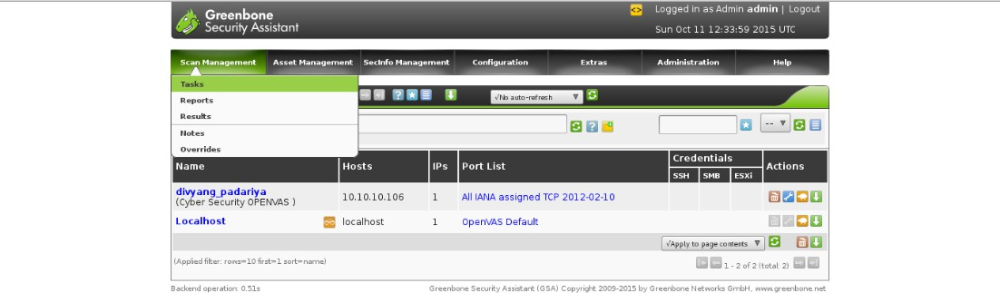 Greenbone
Security Assistant
Logged in as Admin admin | Logout
Sun Oct 11 12:33:59 2015 UTC
Scan Management Asset Management SecInfo Management Configuration Extras Administration Help
Tasks
Reports
Results
Notes
Overrides
√No auto-refresh
--
Name Hosts IPs Port List Credentials Actions
SSH SMB ESXi
divyang_padariya 10.10.10.106 1 All IANA assigned TCP 2012-02-10
(Cyber Security OPENVAS )
Localhost localhost 1 OpenVAS Default
√Apply to page contents
(Applied filter: rows=10 first=1 sort=name)
1 - 2 of 2 (total: 2)
Backend operation: 0.51s
Greenbone Security Assistant (GSA) Copyright 2009-2015 by Greenbone Networks GmbH, www.greenbone.net